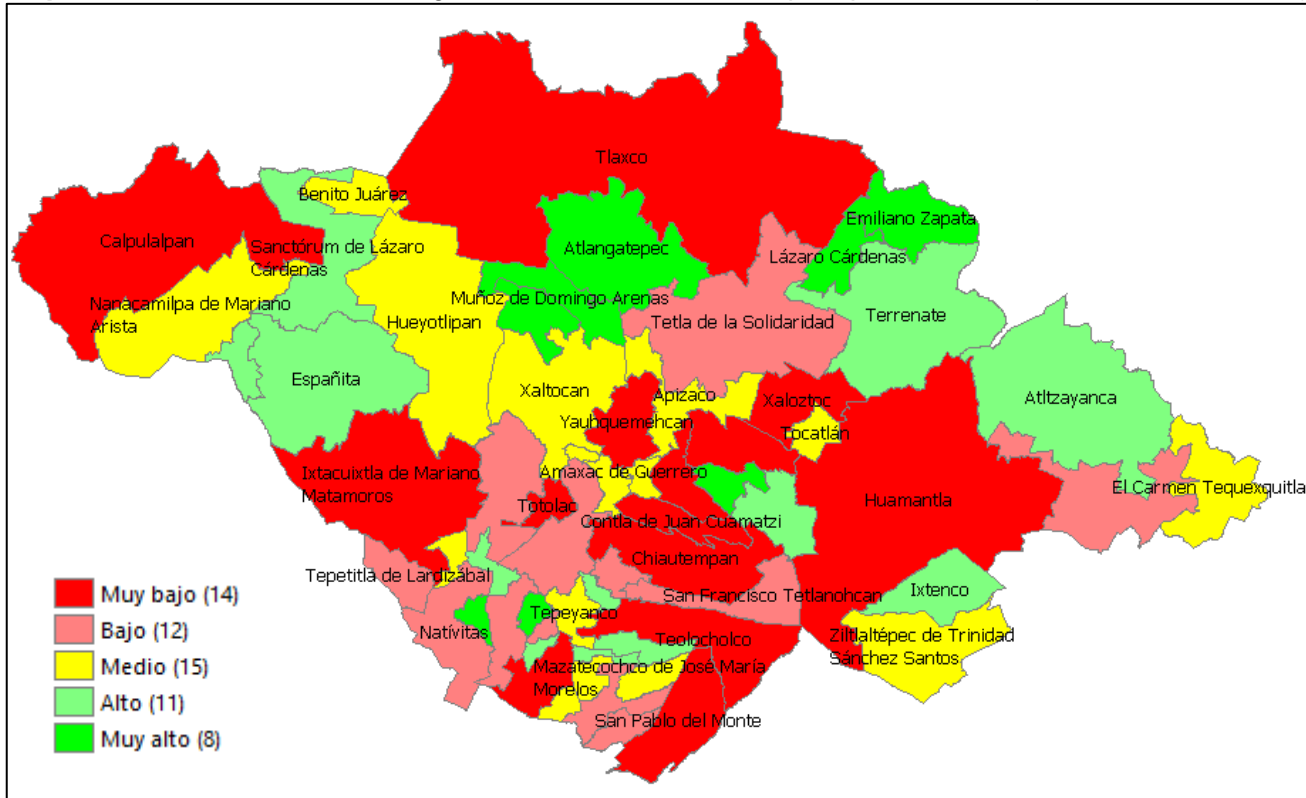 Tlaxco
Benito Juárez
Emiliano Zapata
Calpulalpan
Sanctórum de Lázaro
Cárdenas
Atlangatepec
Lázaro Cárdenas
Nanacamilpa de Mariano
Arista
Muñoz de Domingo Arenas
Hueyotlipan
Tetla de la Solidaridad
Terrenate
Españita
Xaltocan
Apizaco
Xaloztoc
Atltzayanca
Yauhquemehcan
Tocatlán
Ixtacuixtla de Mariano
Matamoros
Amaxac de Guerrero
Huamantla
El Carmen Tequexquitla
Totolac
Contla de Juan Cuamatzi
Chiautempan
Tepetitla de Lardizábal
San Francisco Tetlanohcan
Ixtenco
Natívitas
Tepeyanco
Teolocholco
Ziltlaltépec de Trinidad
Sánchez Santos
Mazatecochco de José María
Morelos
San Pablo del Monte
Muy bajo (14)
Bajo (12)
Medio (15)
Alto (11)
Muy alto (8)